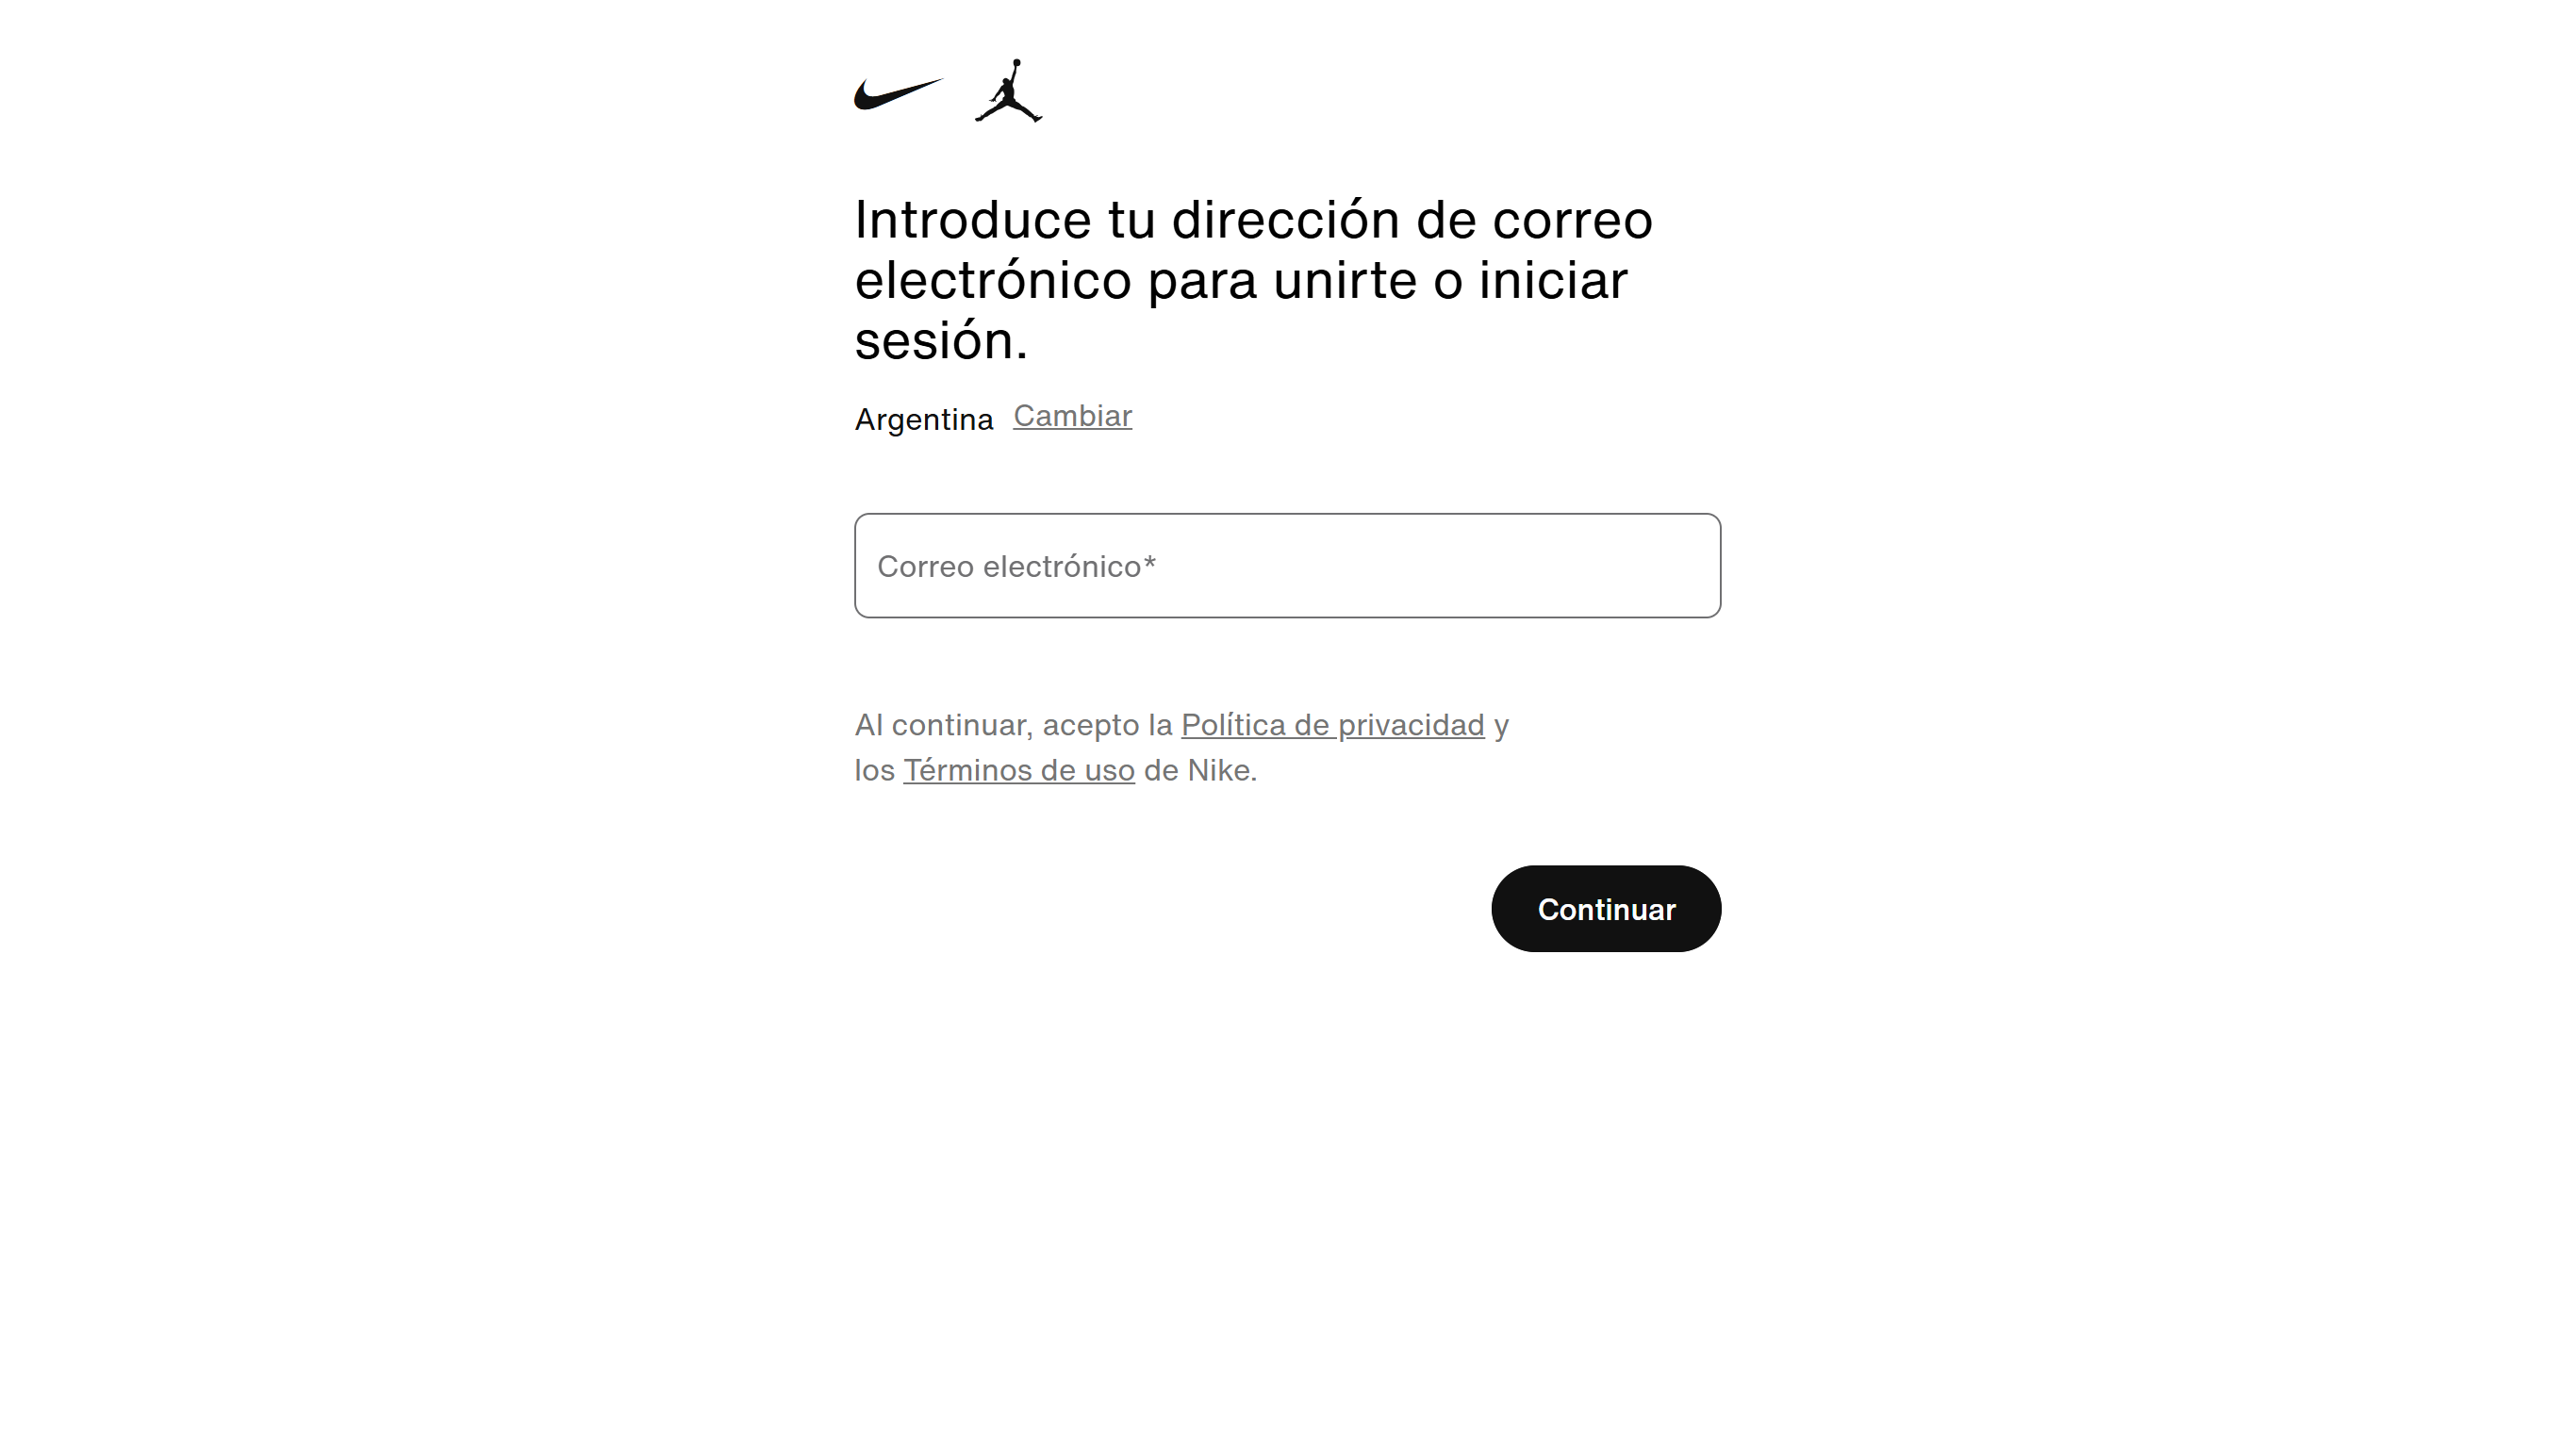 Introduce tu dirección de correo
electrónico para unirte o iniciar
sesión.
Argentina Cambiar
Correo electrónico*
Al continuar, acepto la Política de privacidad y
los Términos de uso de Nike.
Continuar